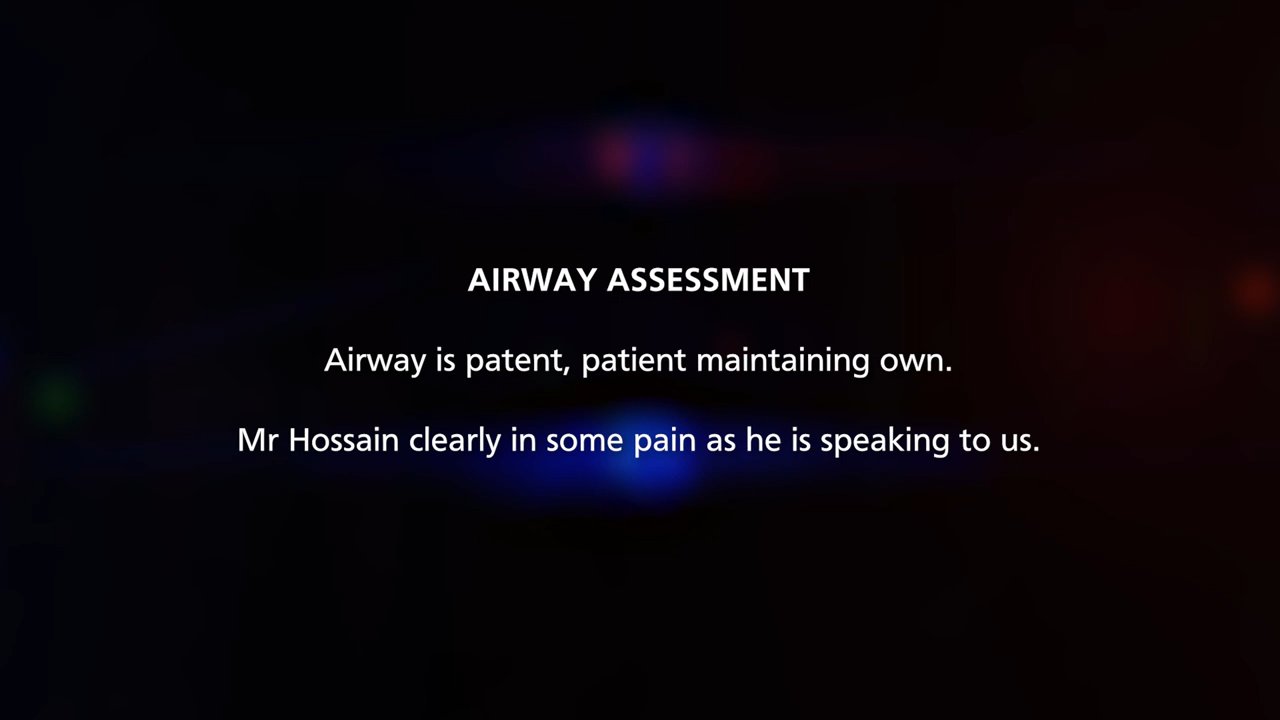 AIRWAY ASSESSMENT
Airway is patent, patient maintaining own.
Mr Hossain clearly in some pain as he is speaking to us.